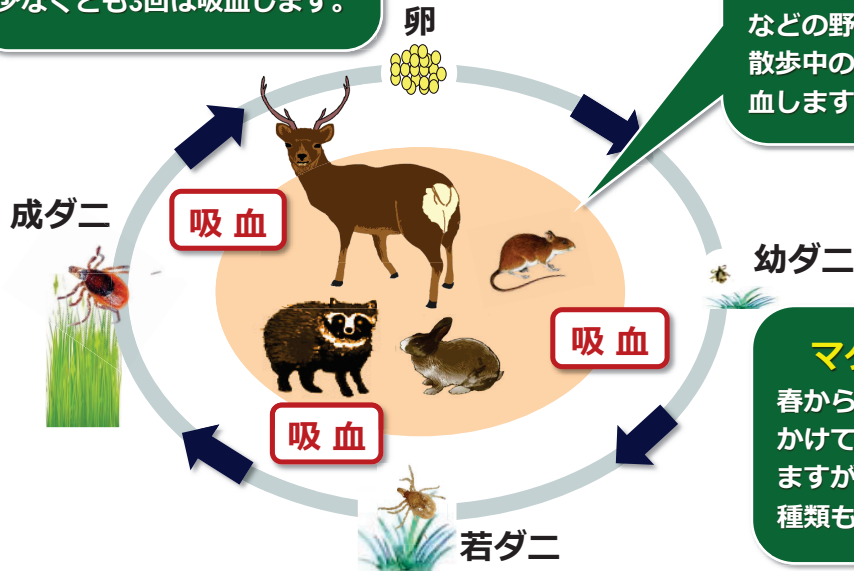 少なくとも3回は吸血します。
卵
などの野
散歩中の
血します
成ダニ
吸血
幼ダニ
吸血
吸血
春から
かけて
ますが
種類も
若ダニ